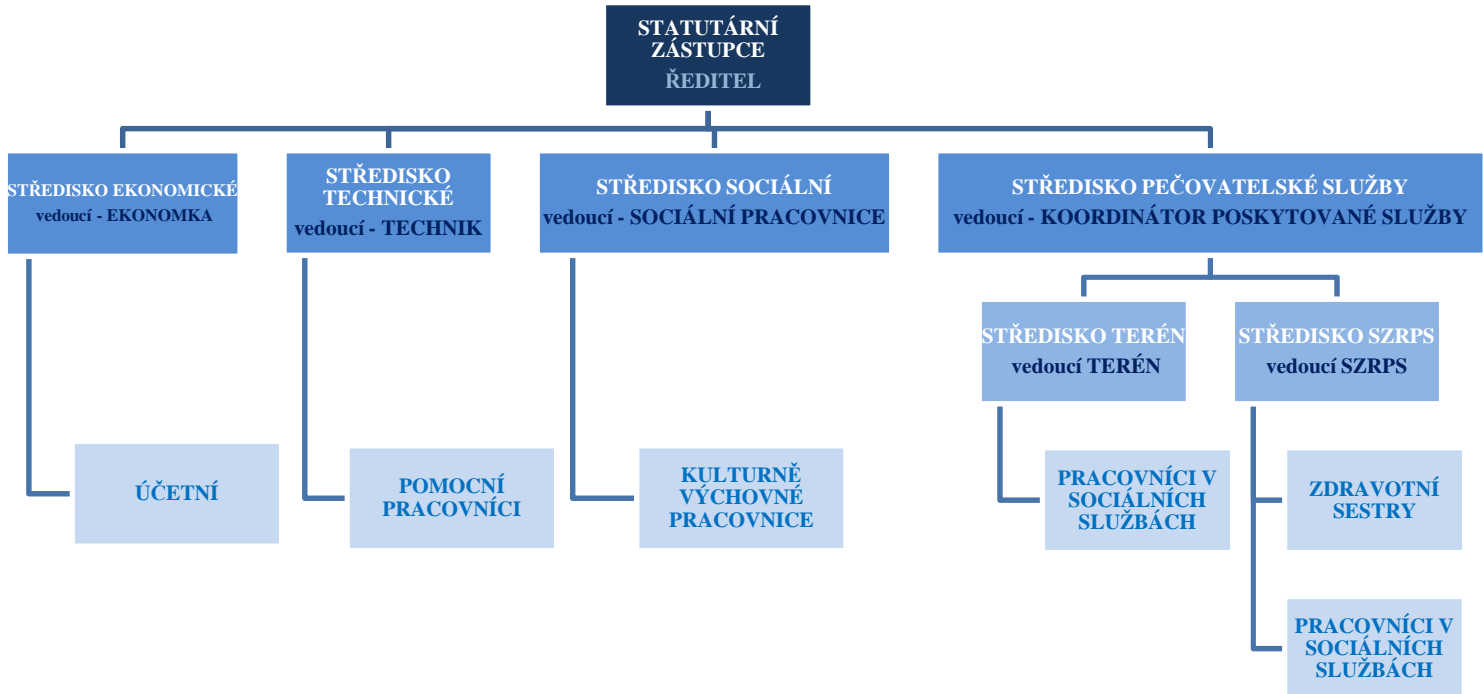 STATUTÁRNÍ
ZÁSTUPCE
ŘEDITEL
STŘEDISKO EKONOMICKÉ
vedoucí - EKONOMKA
STŘEDISKO
TECHNICKÉ
vedoucí - TECHNIK
STŘEDISKO SOCIÁLNÍ
vedoucí - SOCIÁLNÍ PRACOVNICE
STŘEDISKO PEČOVATELSKÉ SLUŽBY
vedoucí - KOORDINÁTOR POSKYTOVANÉ SLUŽBY
STŘEDISKO TERÉN
vedoucí TERÉN
STŘEDISKO SZRPS
vedoucí SZRPS
ÚČETNÍ
POMOCNÍ
PRACOVNÍCI
KULTURNĚ
VÝCHOVNÉ
PRACOVNICE
PRACOVNÍCI V
SOCIÁLNÍCH
SLUŽBÁCH
ZDRAVOTNÍ
SESTRY
PRACOVNÍCI V
SOCIÁLNÍCH
SLUŽBÁCH